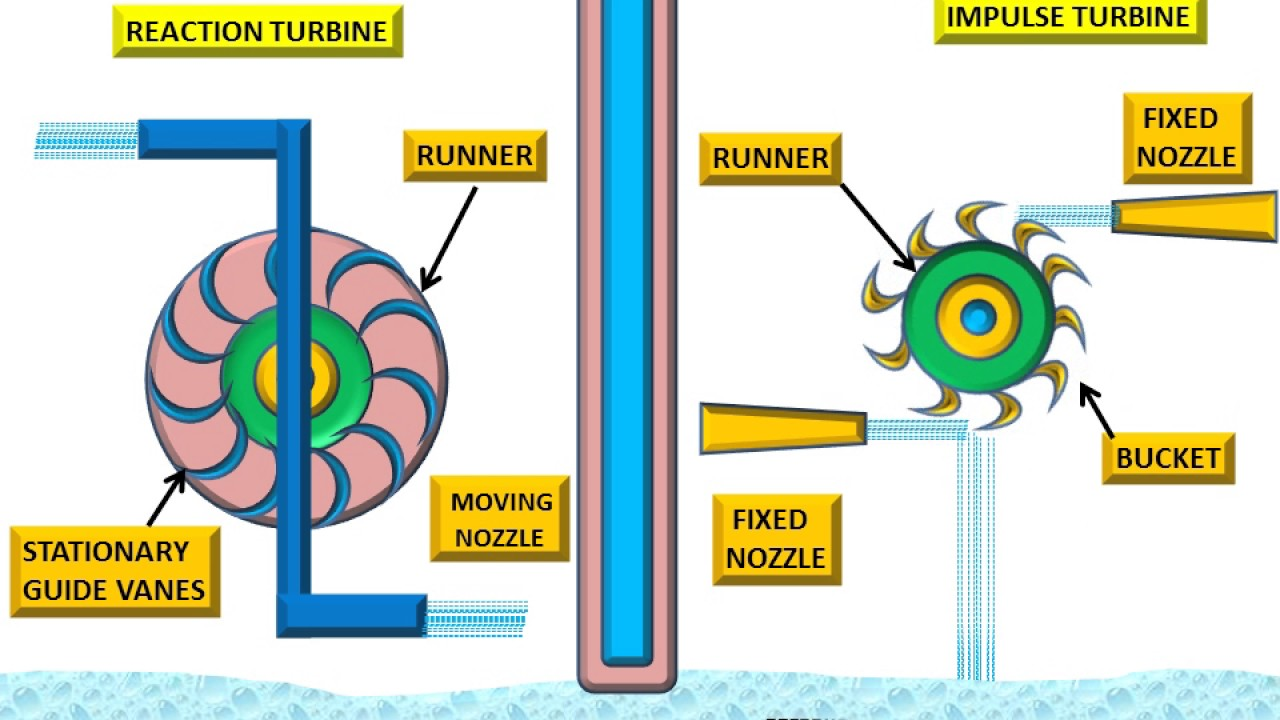 REACTION TURBINE
RUNNER
STATIONARY
GUIDE VANES
MOVING
NOZZLE
IMPULSE TURBINE
FIXED
NOZZLE
RUNNER
BUCKET
FIXED
NOZZLE